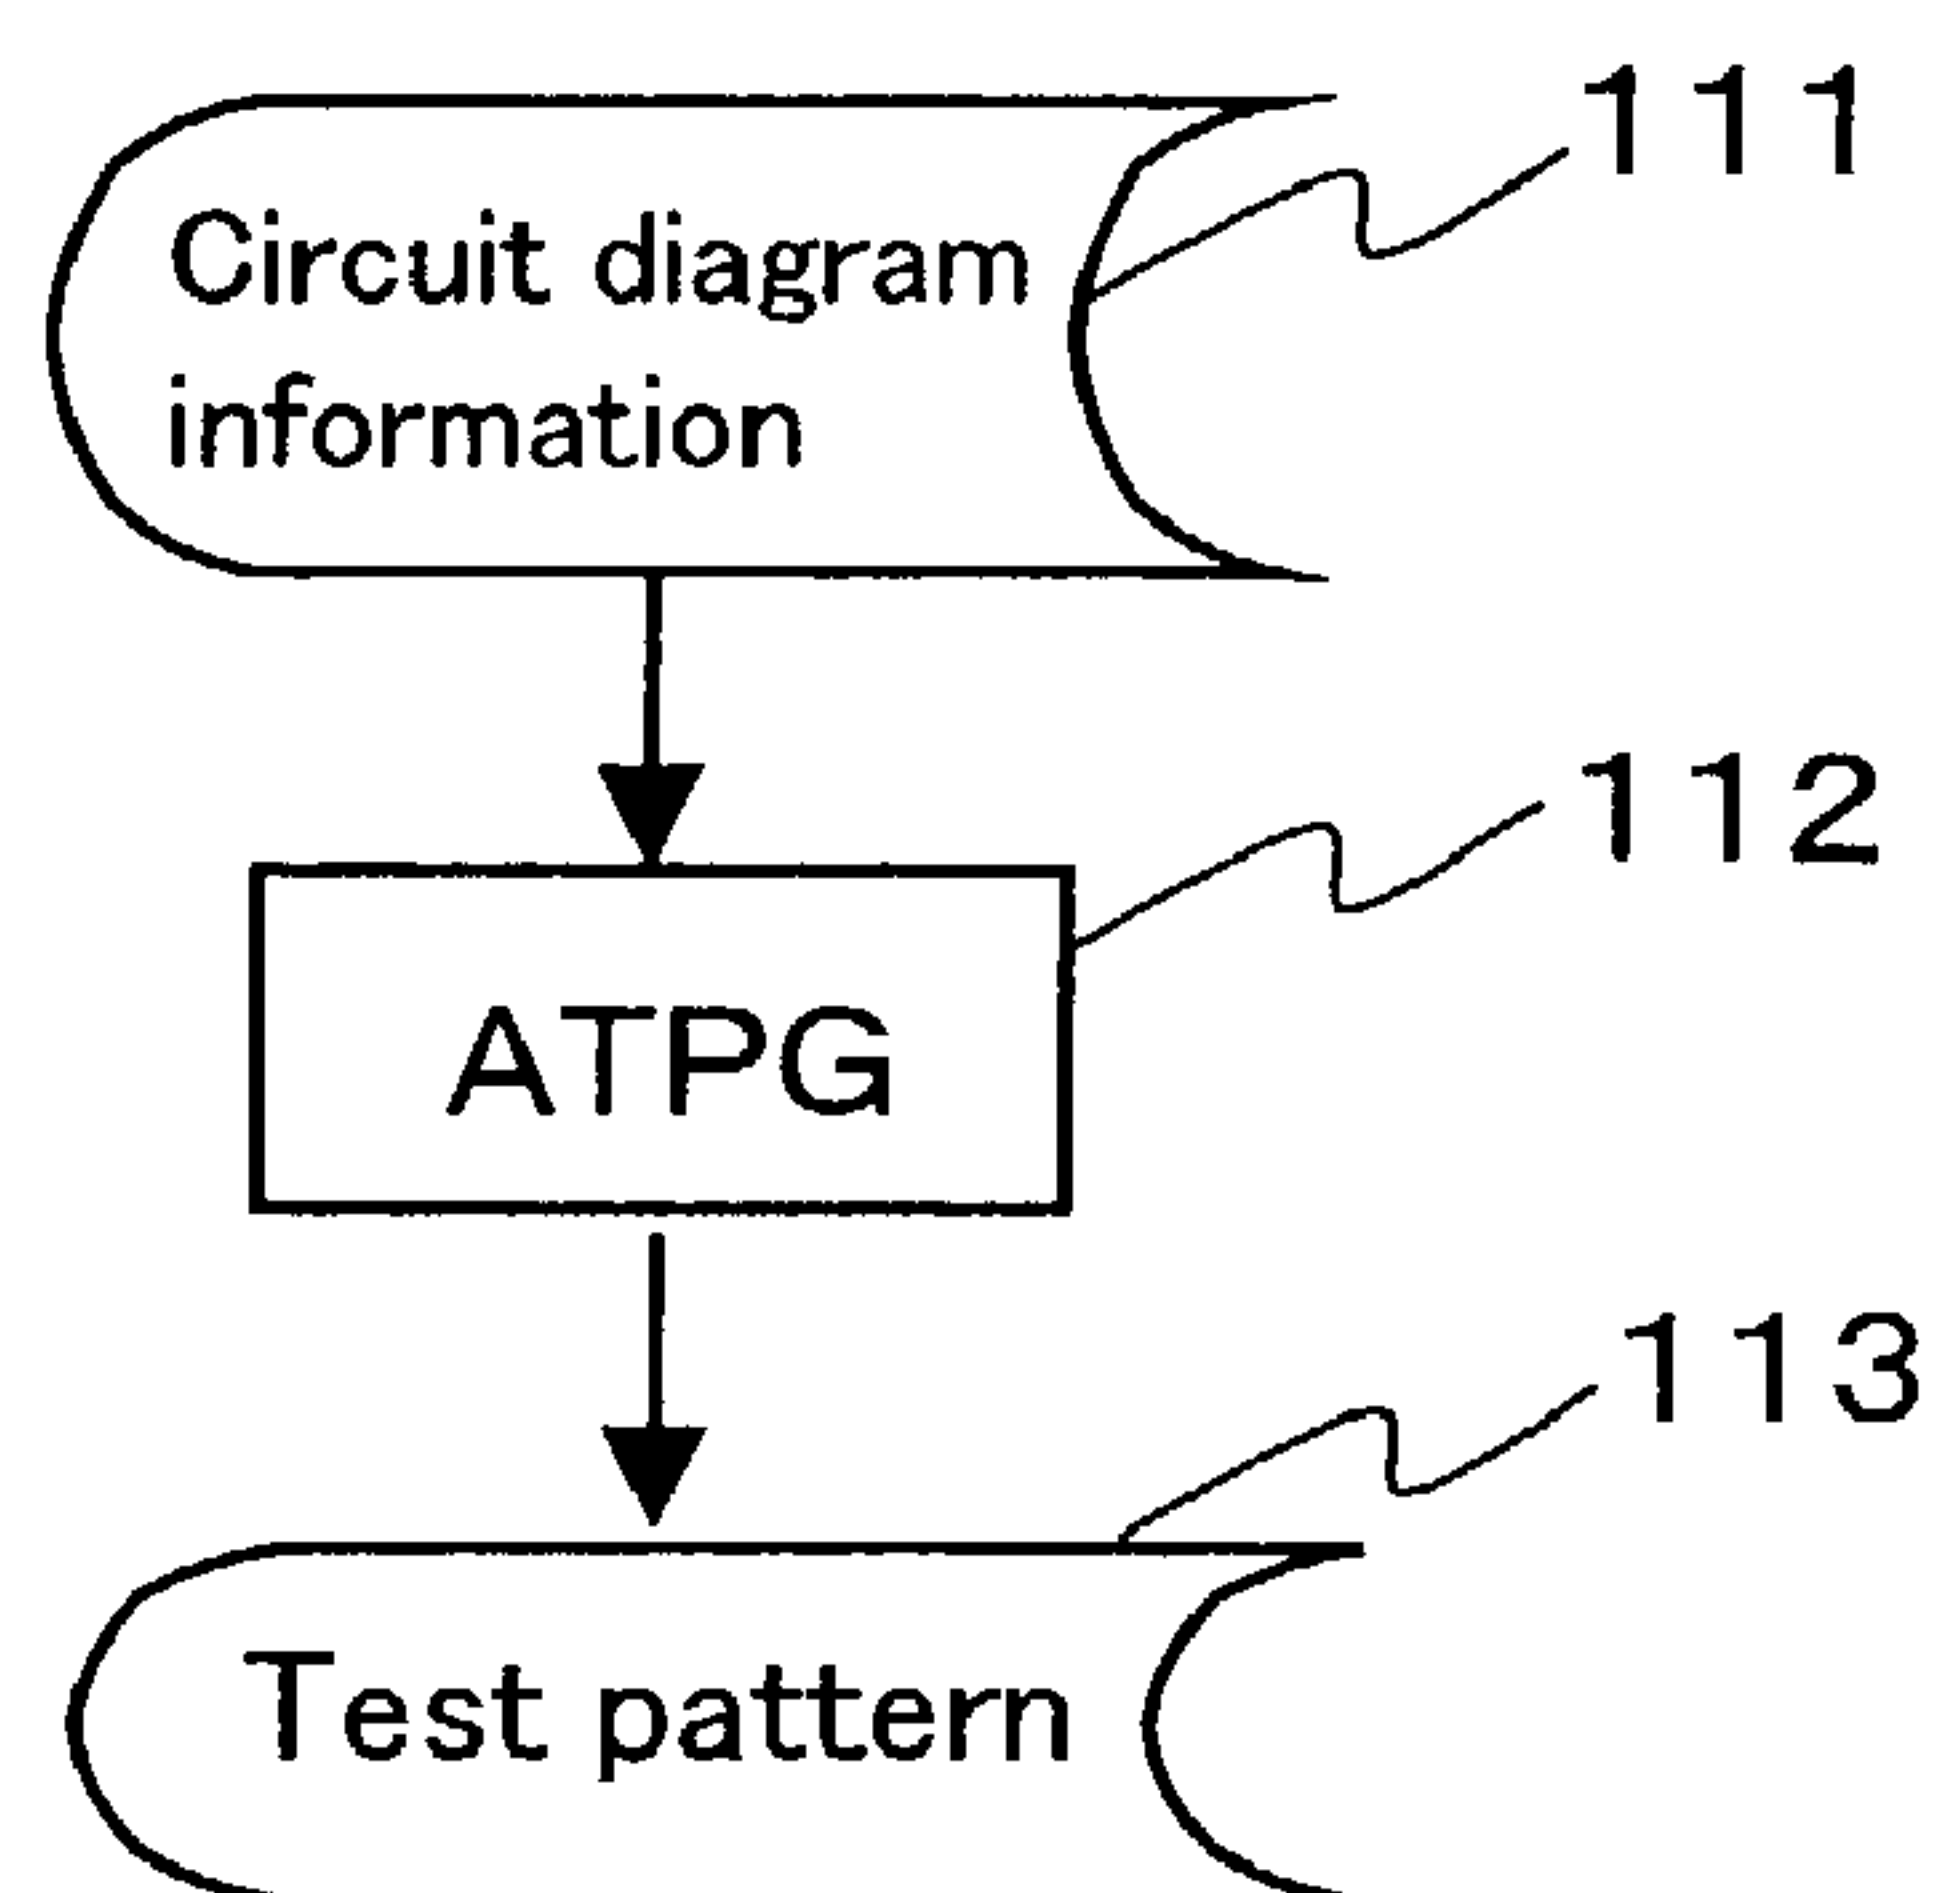 111
Circuit diagram
information
112
ATPG
113
Test pattern